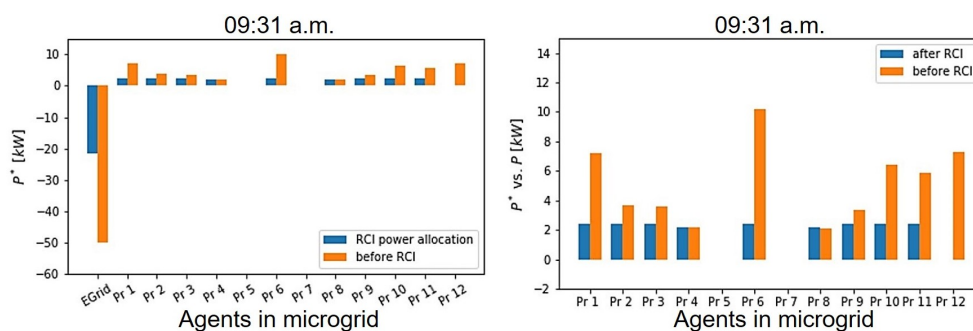 09:31 a.m.
P* [kW]
10
0
−10
−20
−30
−40
−50
−60
RCI power allocation
before RCI
EGrid
Pr 1
Pr 2
Pr 3
Pr 4
Pr 5
Pr 6
Pr 7
Pr 8
Pr 9
Pr 10
Pr 11
Pr 12
Agents in microgrid
09:31 a.m.
P* vs. P [kW]
14
12
10
8
6
4
2
0
−2
after RCI
before RCI
Pr 1
Pr 2
Pr 3
Pr 4
Pr 5
Pr 6
Pr 7
Pr 8
Pr 9
Pr 10
Pr 11
Pr 12
Agents in microgrid